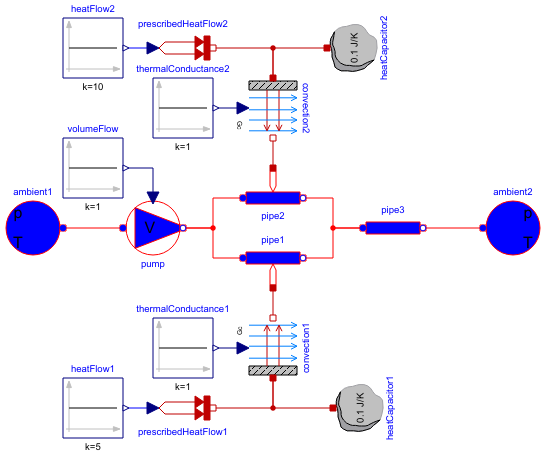 heatFlow2
k=10
prescribedHeatFlow2
0.1 J/K
heatCapacitor2
thermalConductance2
k=1
Gc
convection2
volumeFlow
k=1
ambient1
p
T
V
pump
pipe2
pipe1
pipe3
ambient2
p
T
thermalConductance1
k=1
Gc
convection1
heatFlow1
k=5
prescribedHeatFlow1
0.1 J/K
heatCapacitor1